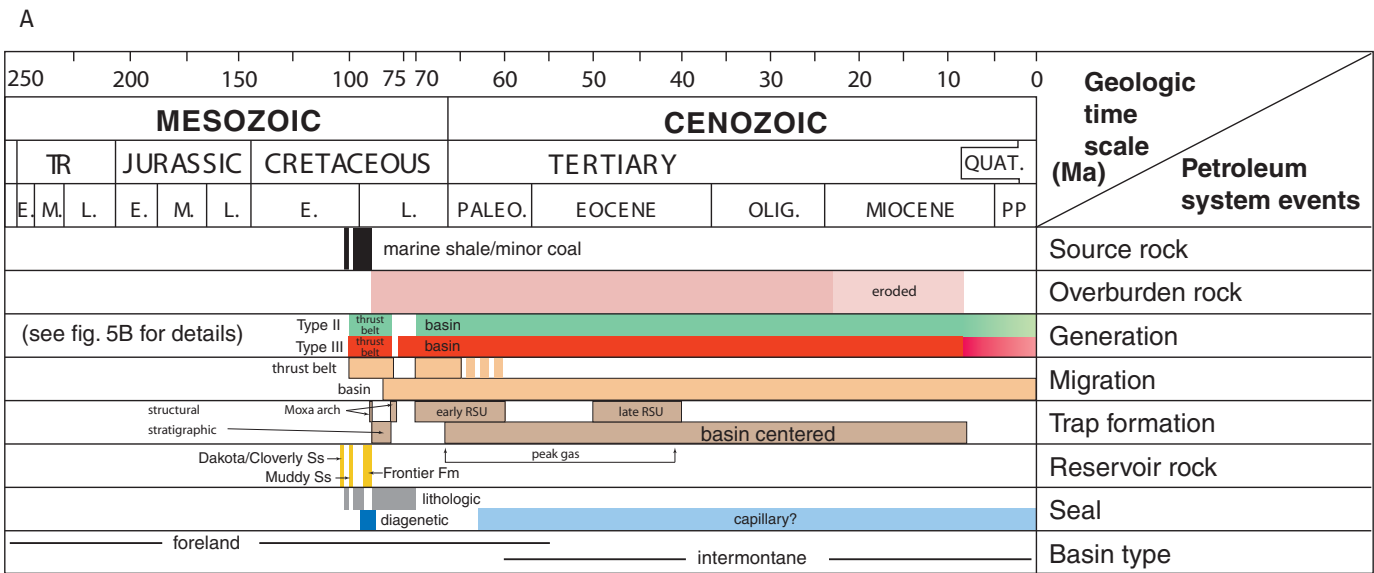 A
250 200 150 100 75 70 60 50 40 30 20 10 0
Geologic
time
scale
(Ma)
Petroleum
system events
MESOZOIC CENOZOIC
TR JURASSIC CRETACEOUS TERTIARY QUAT.
E. M. L. E. M. L. E. L. PALEO. EOCENE OLIG. MIOCENE PP
marine shale/minor coal Source rock
eroded Overburden rock
(see fig. 5B for details)
Type II thrust belt basin
Type III thrust belt basin
Generation
thrust belt
basin
Migration
structural Moxa arch early RSU late RSU
stratigraphic basin centered
Trap formation
Dakota/Cloverly Ss
Muddy Ss
Frontier Fm
peak gas
Reservoir rock
lithologic
diagenetic capillary?
Seal
foreland
intermontane
Basin type